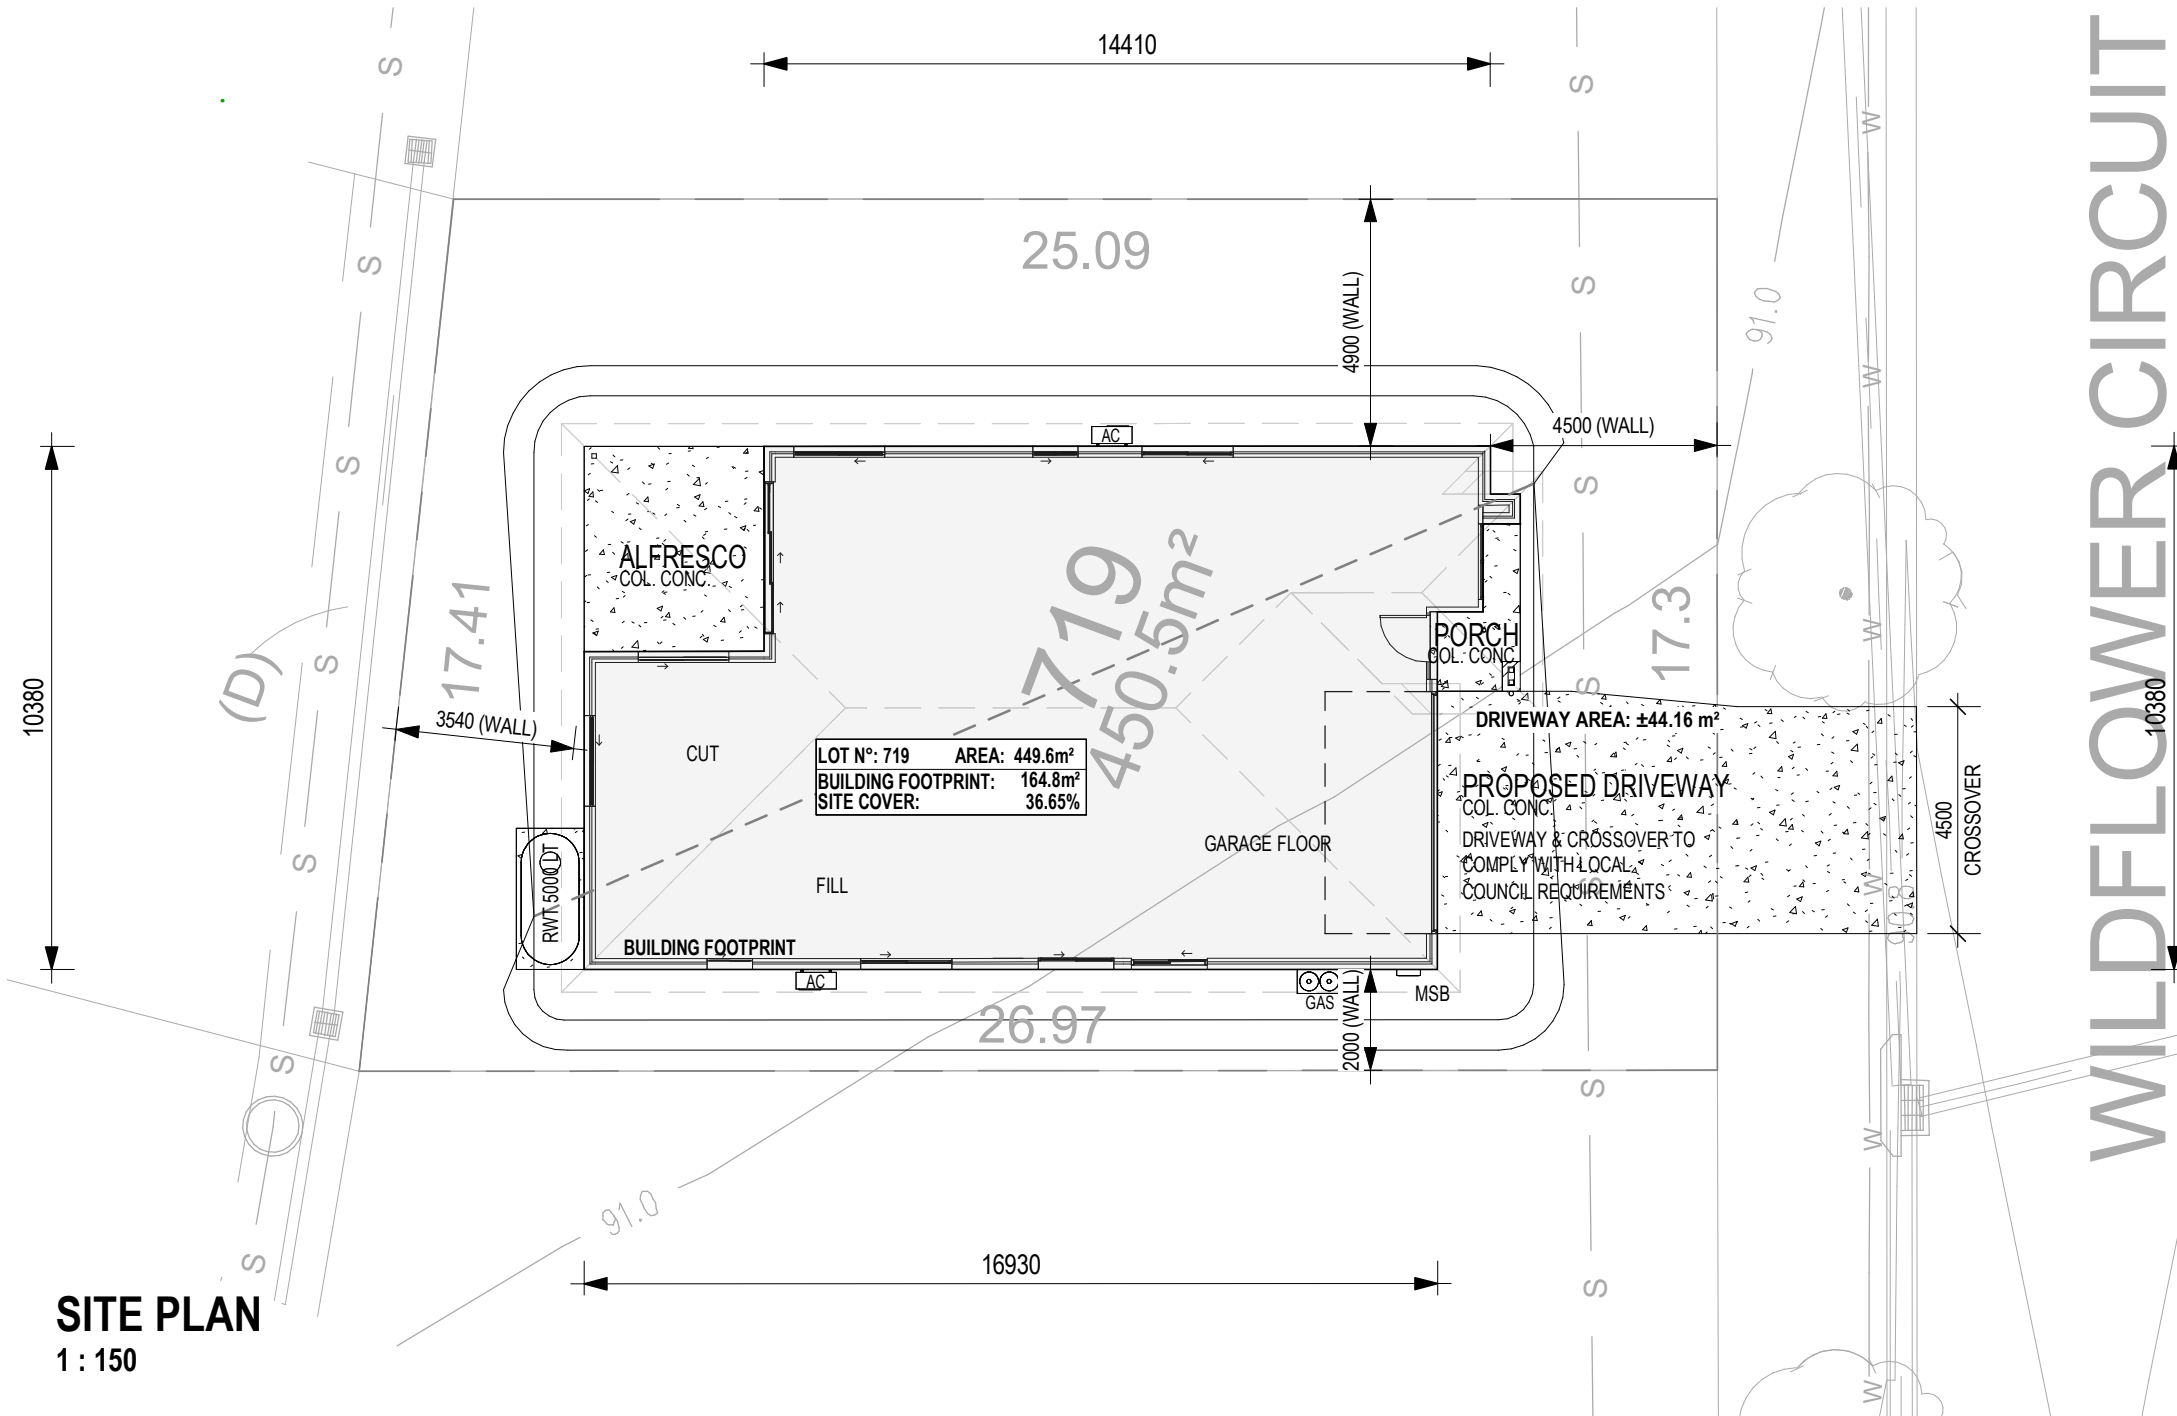 14410
S
S
S
W
WILDFLOWER CIRCUIT
25.09
S
S
4900 (WALL)
91.0
W
4500 (WALL)
AC
10380
S
S
ALFRESCO
COL. CONC.
719
450.5m²
17.41
17.3
W
(D)
S
PORCH
COL. CONC.
S
10380
3540 (WALL)
CUT
DRIVEWAY AREA: ±44.16 m²
LOT Nº: 719 AREA: 449.6m²
BUILDING FOOTPRINT: 164.8m²
SITE COVER: 36.65%
PROPOSED DRIVEWAY
COL. CONC.
DRIVEWAY & CROSSOVER TO
COMPLY WITH LOCAL
COUNCIL REQUIREMENTS
4500
CROSSOVER
GARAGE FLOOR
S
RWT 5000 LT
FILL
S
W
90.8
BUILDING FOOTPRINT
AC
GAS
MSB
26.97
2000 (WALL)
S
S
W
91.0
S
16930
S
SITE PLAN
1 : 150
W